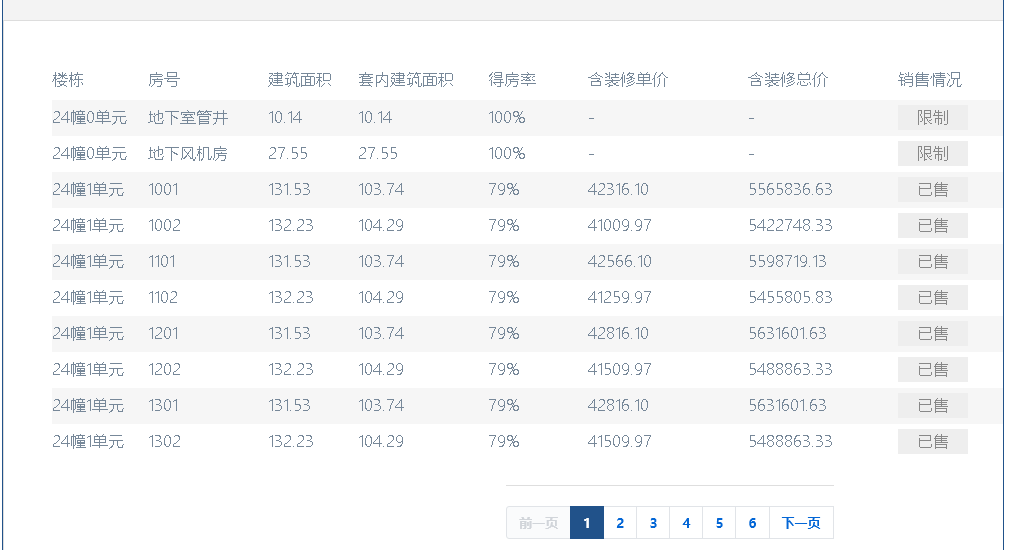 楼栋 房号 建筑面积 套内建筑面积 得房率 含装修单价 含装修总价 销售情况
24幢0单元 地下室管井 10.14 10.14 100% - - 限制
24幢0单元 地下风机房 27.55 27.55 100% - - 限制
24幢1单元 1001 131.53 103.74 79% 42316.10 5565836.63 已售
24幢1单元 1002 132.23 104.29 79% 41009.97 5422748.33 已售
24幢1单元 1101 131.53 103.74 79% 42566.10 5598719.13 已售
24幢1单元 1102 132.23 104.29 79% 41259.97 5455805.83 已售
24幢1单元 1201 131.53 103.74 79% 42816.10 5631601.63 已售
24幢1单元 1202 132.23 104.29 79% 41509.97 5488863.33 已售
24幢1单元 1301 131.53 103.74 79% 42816.10 5631601.63 已售
24幢1单元 1302 132.23 104.29 79% 41509.97 5488863.33 已售
前一页 1 2 3 4 5 6 下一页